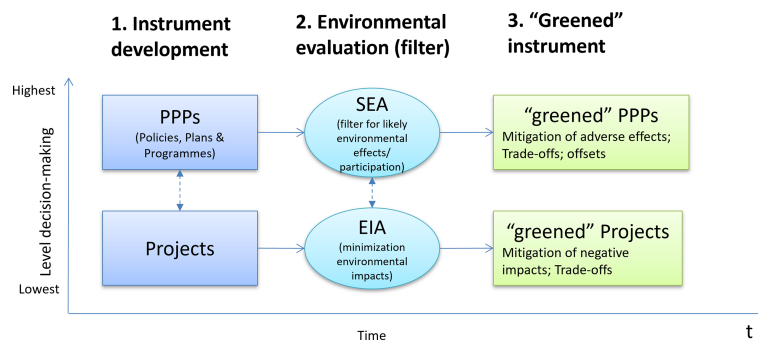 1. Instrument
development
2. Environmental
evaluation (filter)
3. “Greened”
instrument
Highest
Level decision-making
Lowest
PPPs
(Policies, Plans &
Programmes)
SEA
(filter for likely
environmental
effects/
participation)
“greened” PPPs
Mitigation of adverse effects;
Trade-offs; offsets
Projects
EIA
(minimization
environmental
impacts)
“greened” Projects
Mitigation of negative
impacts; Trade-offs
Time
t